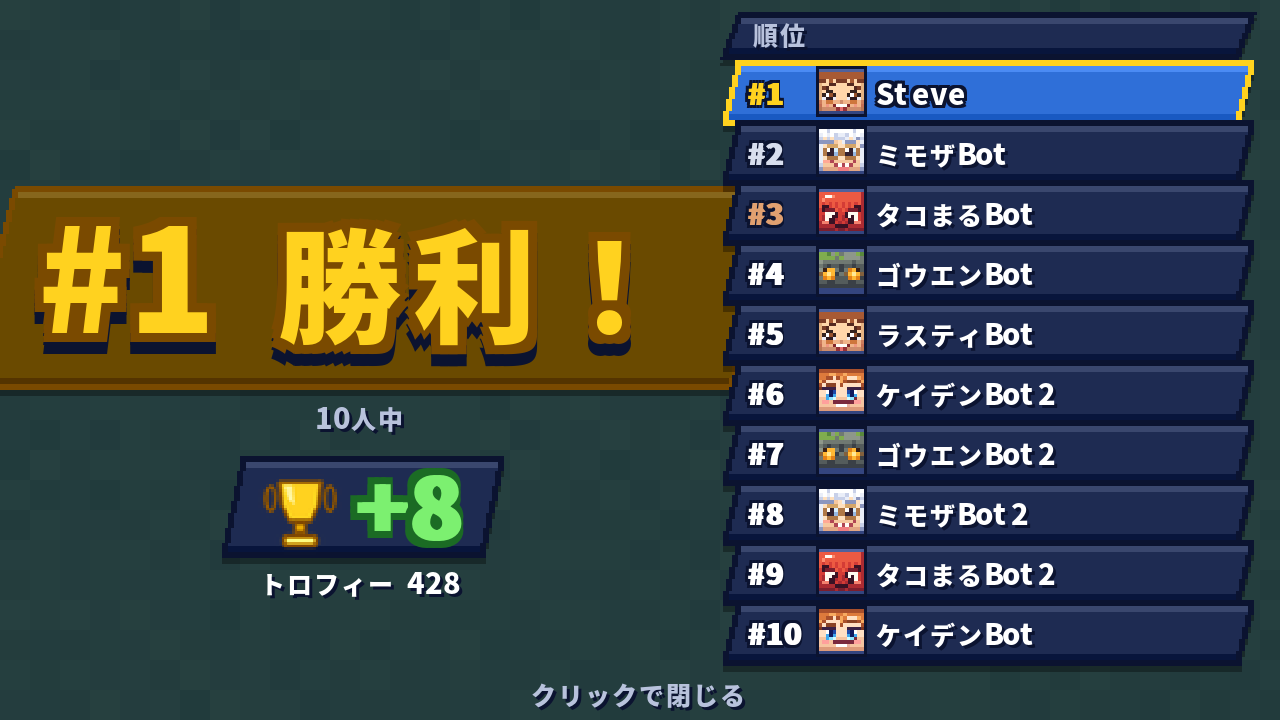 #1 勝利！
10人中
+8
トロフィー 428
順位
#1 Steve
#2 ミモザBot
#3 タコまるBot
#4 ゴウエンBot
#5 ラスティBot
#6 ケイデンBot 2
#7 ゴウエンBot 2
#8 ミモザBot 2
#9 タコまるBot 2
#10 ケイデンBot
クリックで閉じる